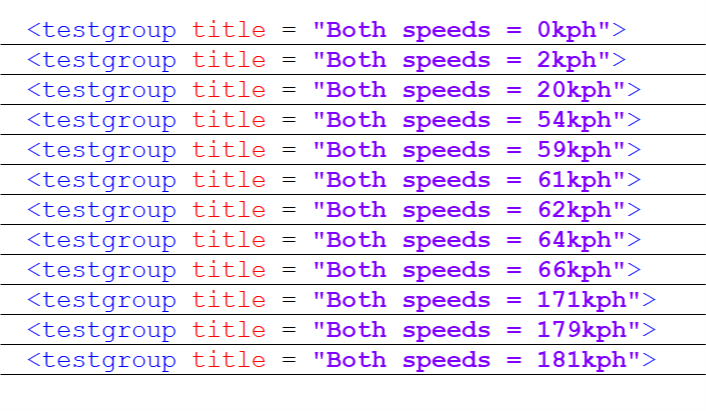 <testgroup title = "Both speeds = 0kph">
<testgroup title = "Both speeds = 2kph">
<testgroup title = "Both speeds = 20kph">
<testgroup title = "Both speeds = 54kph">
<testgroup title = "Both speeds = 59kph">
<testgroup title = "Both speeds = 61kph">
<testgroup title = "Both speeds = 62kph">
<testgroup title = "Both speeds = 64kph">
<testgroup title = "Both speeds = 66kph">
<testgroup title = "Both speeds = 171kph">
<testgroup title = "Both speeds = 179kph">
<testgroup title = "Both speeds = 181kph">